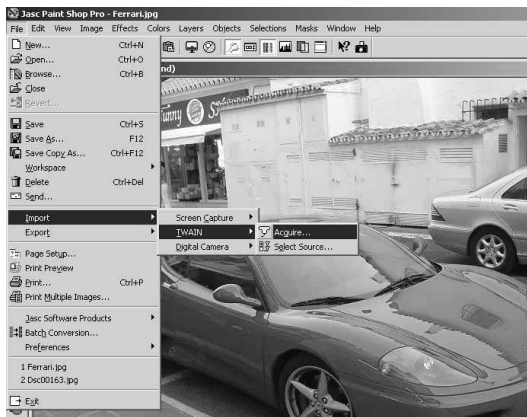 Jasc Paint Shop Pro - Ferrari.jpg
File Edit View Image Effects Colors Layers Objects Selections Masks Window Help
New... Ctrl+N
Open... Ctrl+O
Browse... Ctrl+B
Close
Revert...
Save Ctrl+S
Save As... F12
Save Copy As... Ctrl+F12
Workspace
Delete Ctrl+Del
Send...
Import
Export
Screen Capture
TWAIN
Digital Camera
Acquire...
Select Source...
Page Setup...
Print Preview
Print... Ctrl+P
Print Multiple Images...
Jasc Software Products
Batch Conversion...
Preferences
1 Ferrari.jpg
2 Dsc00163.jpg
Exit
nd)
unny